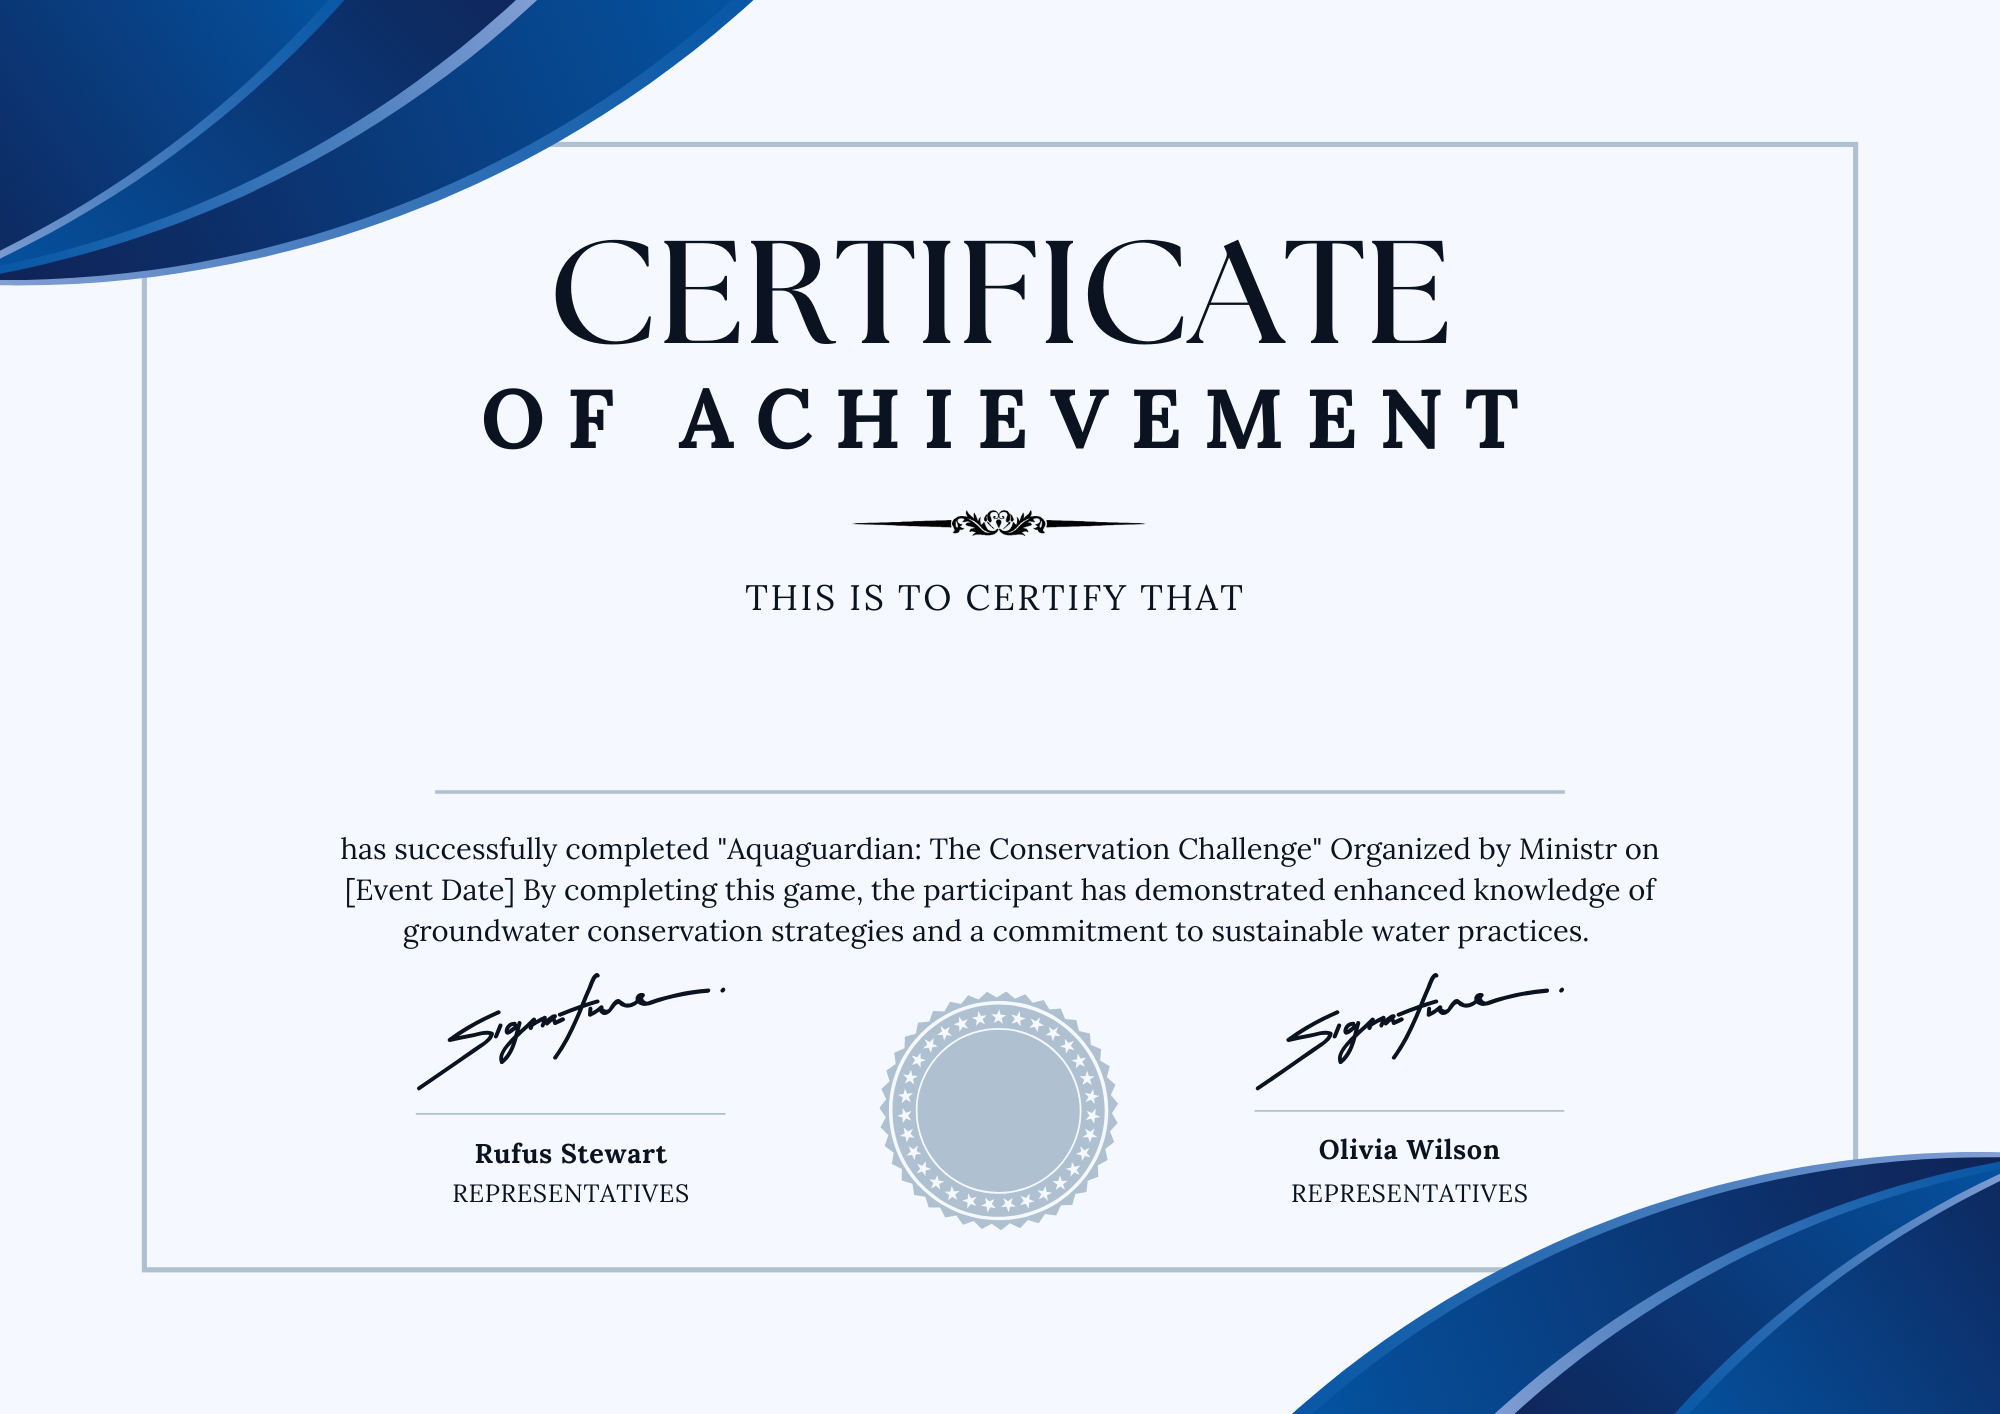 CERTIFICATE
OF ACHIEVEMENT
THIS IS TO CERTIFY THAT
has successfully completed "Aquaguardian: The Conservation Challenge" Organized by Ministr on
[Event Date] By completing this game, the participant has demonstrated enhanced knowledge of
groundwater conservation strategies and a commitment to sustainable water practices.
Signature
Signature
Rufus Stewart
Olivia Wilson
REPRESENTATIVES
REPRESENTATIVES